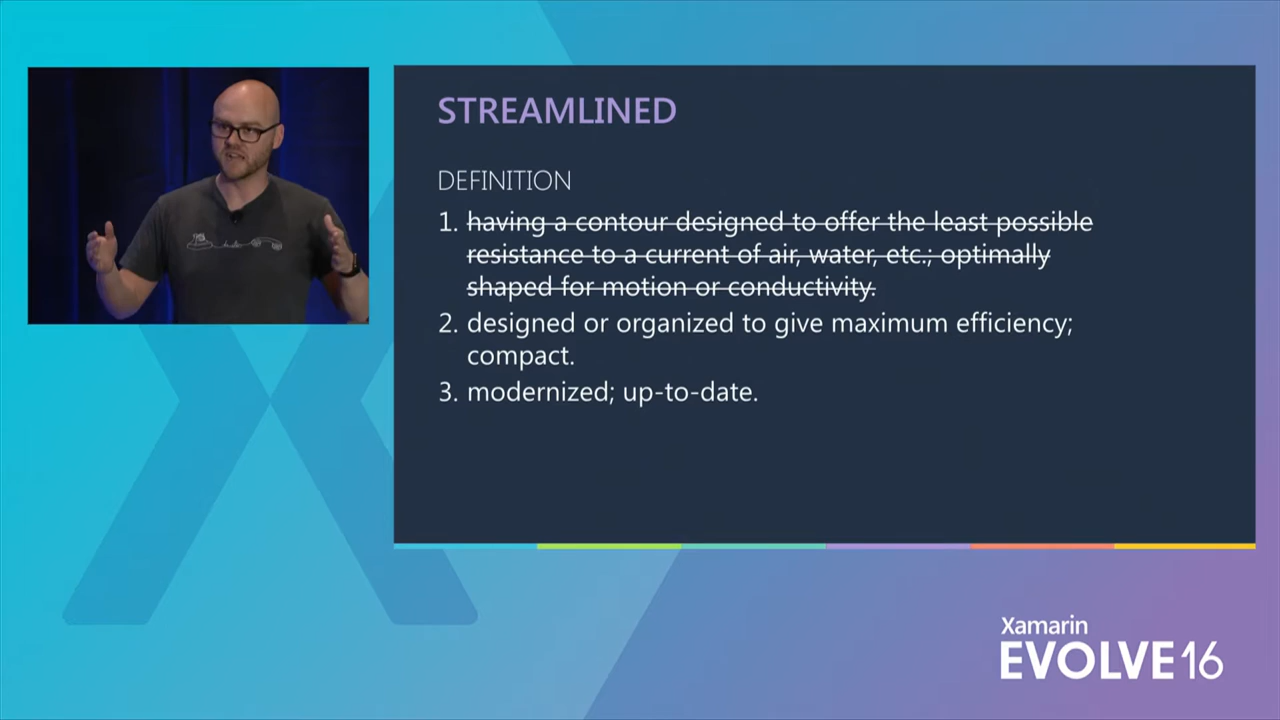 STREAMLINED
DEFINITION
1. having a contour designed to offer the least possible
resistance to a current of air, water, etc.; optimally
shaped for motion or conductivity.
2. designed or organized to give maximum efficiency;
compact.
3. modernized; up-to-date.
Xamarin
EVOLVE 16